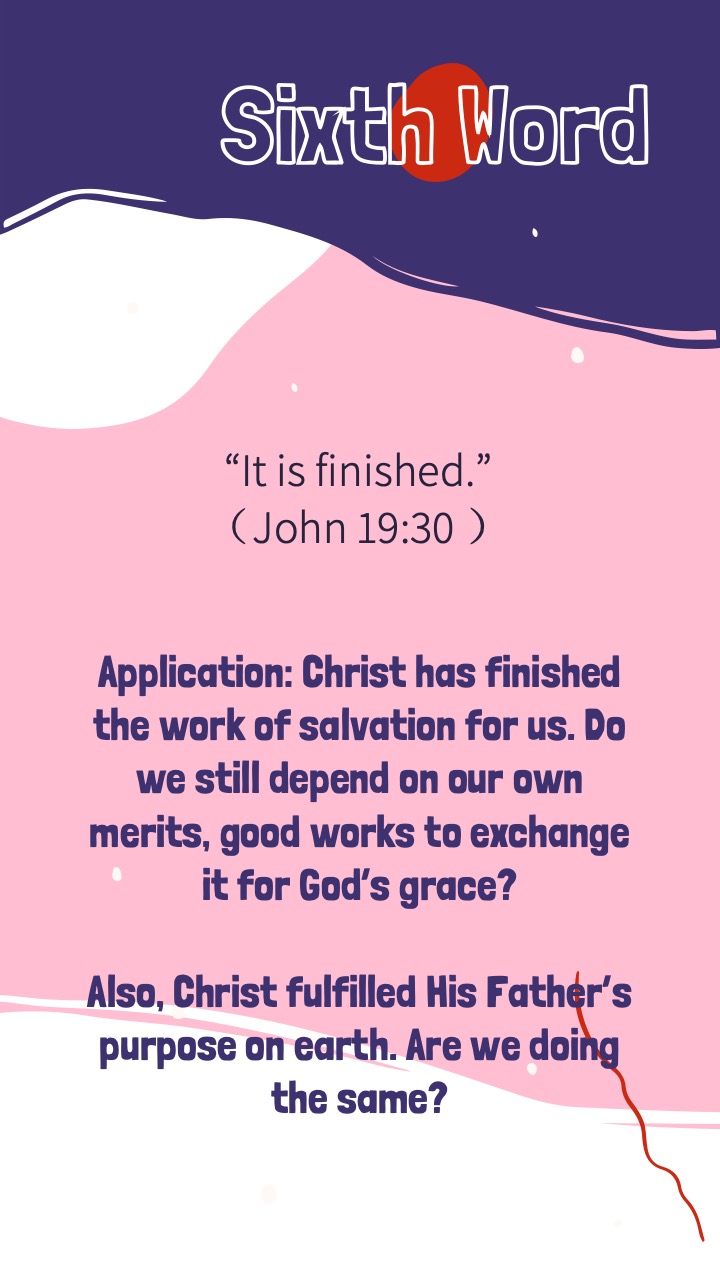 Sixth Word
“It is finished.”
（John 19:30 ）
Application: Christ has finished
the work of salvation for us. Do
we still depend on our own
merits, good works to exchange
it for God’s grace?
Also, Christ fulfilled His Father’s
purpose on earth. Are we doing
the same?